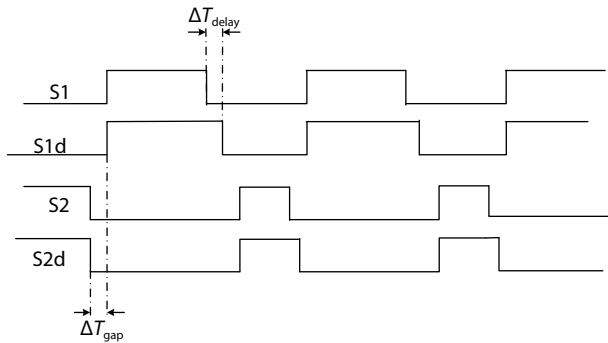 ΔT_delay
S1
S1d
S2
S2d
ΔT_gap